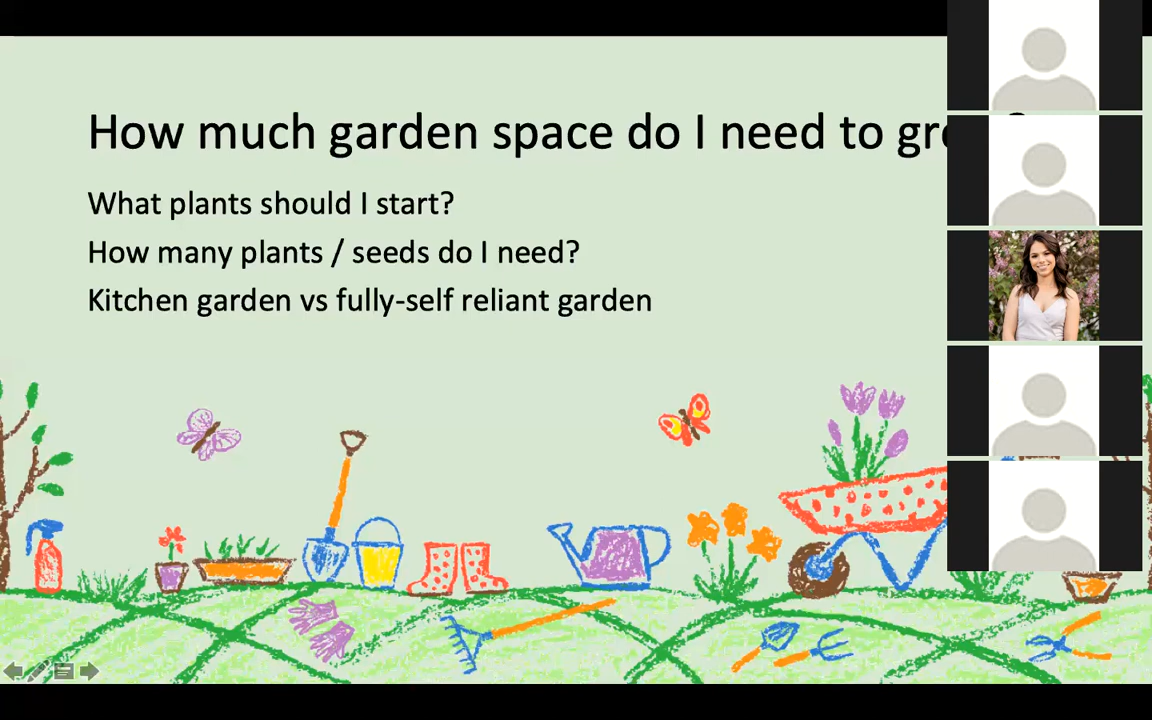 How much garden space do I need to
What plants should I start?
How many plants / seeds do I need?
Kitchen garden vs fully-self reliant garden